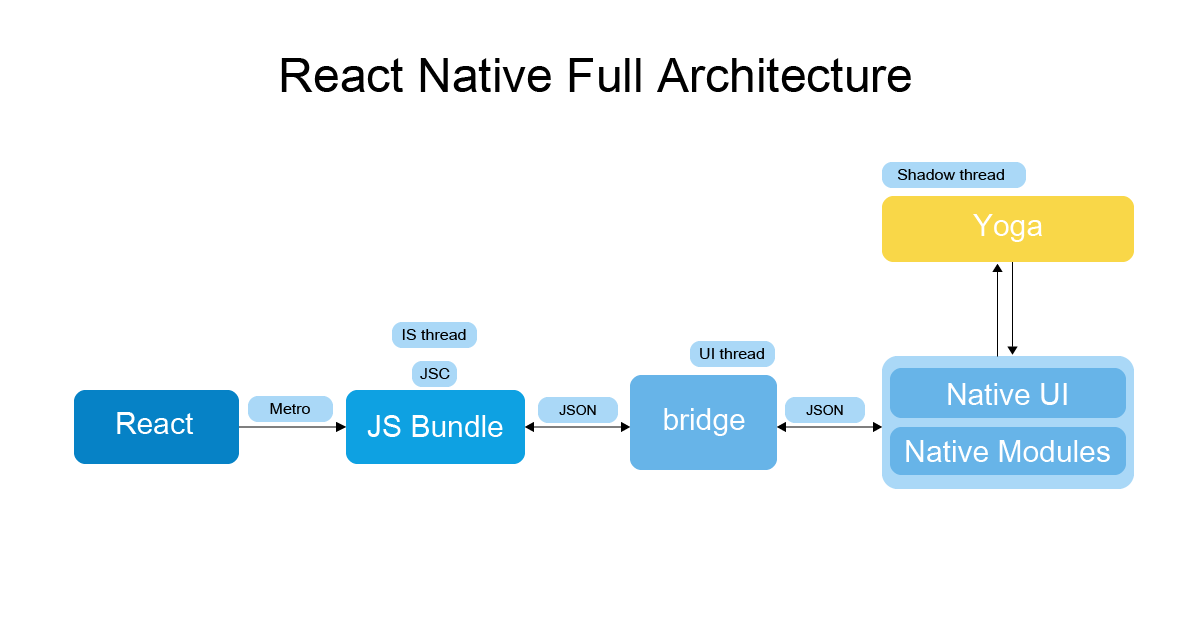 React Native Full Architecture
Shadow thread
Yoga
IS thread
UI thread
JSC
React
Metro
JS Bundle
JSON
bridge
JSON
Native UI
Native Modules